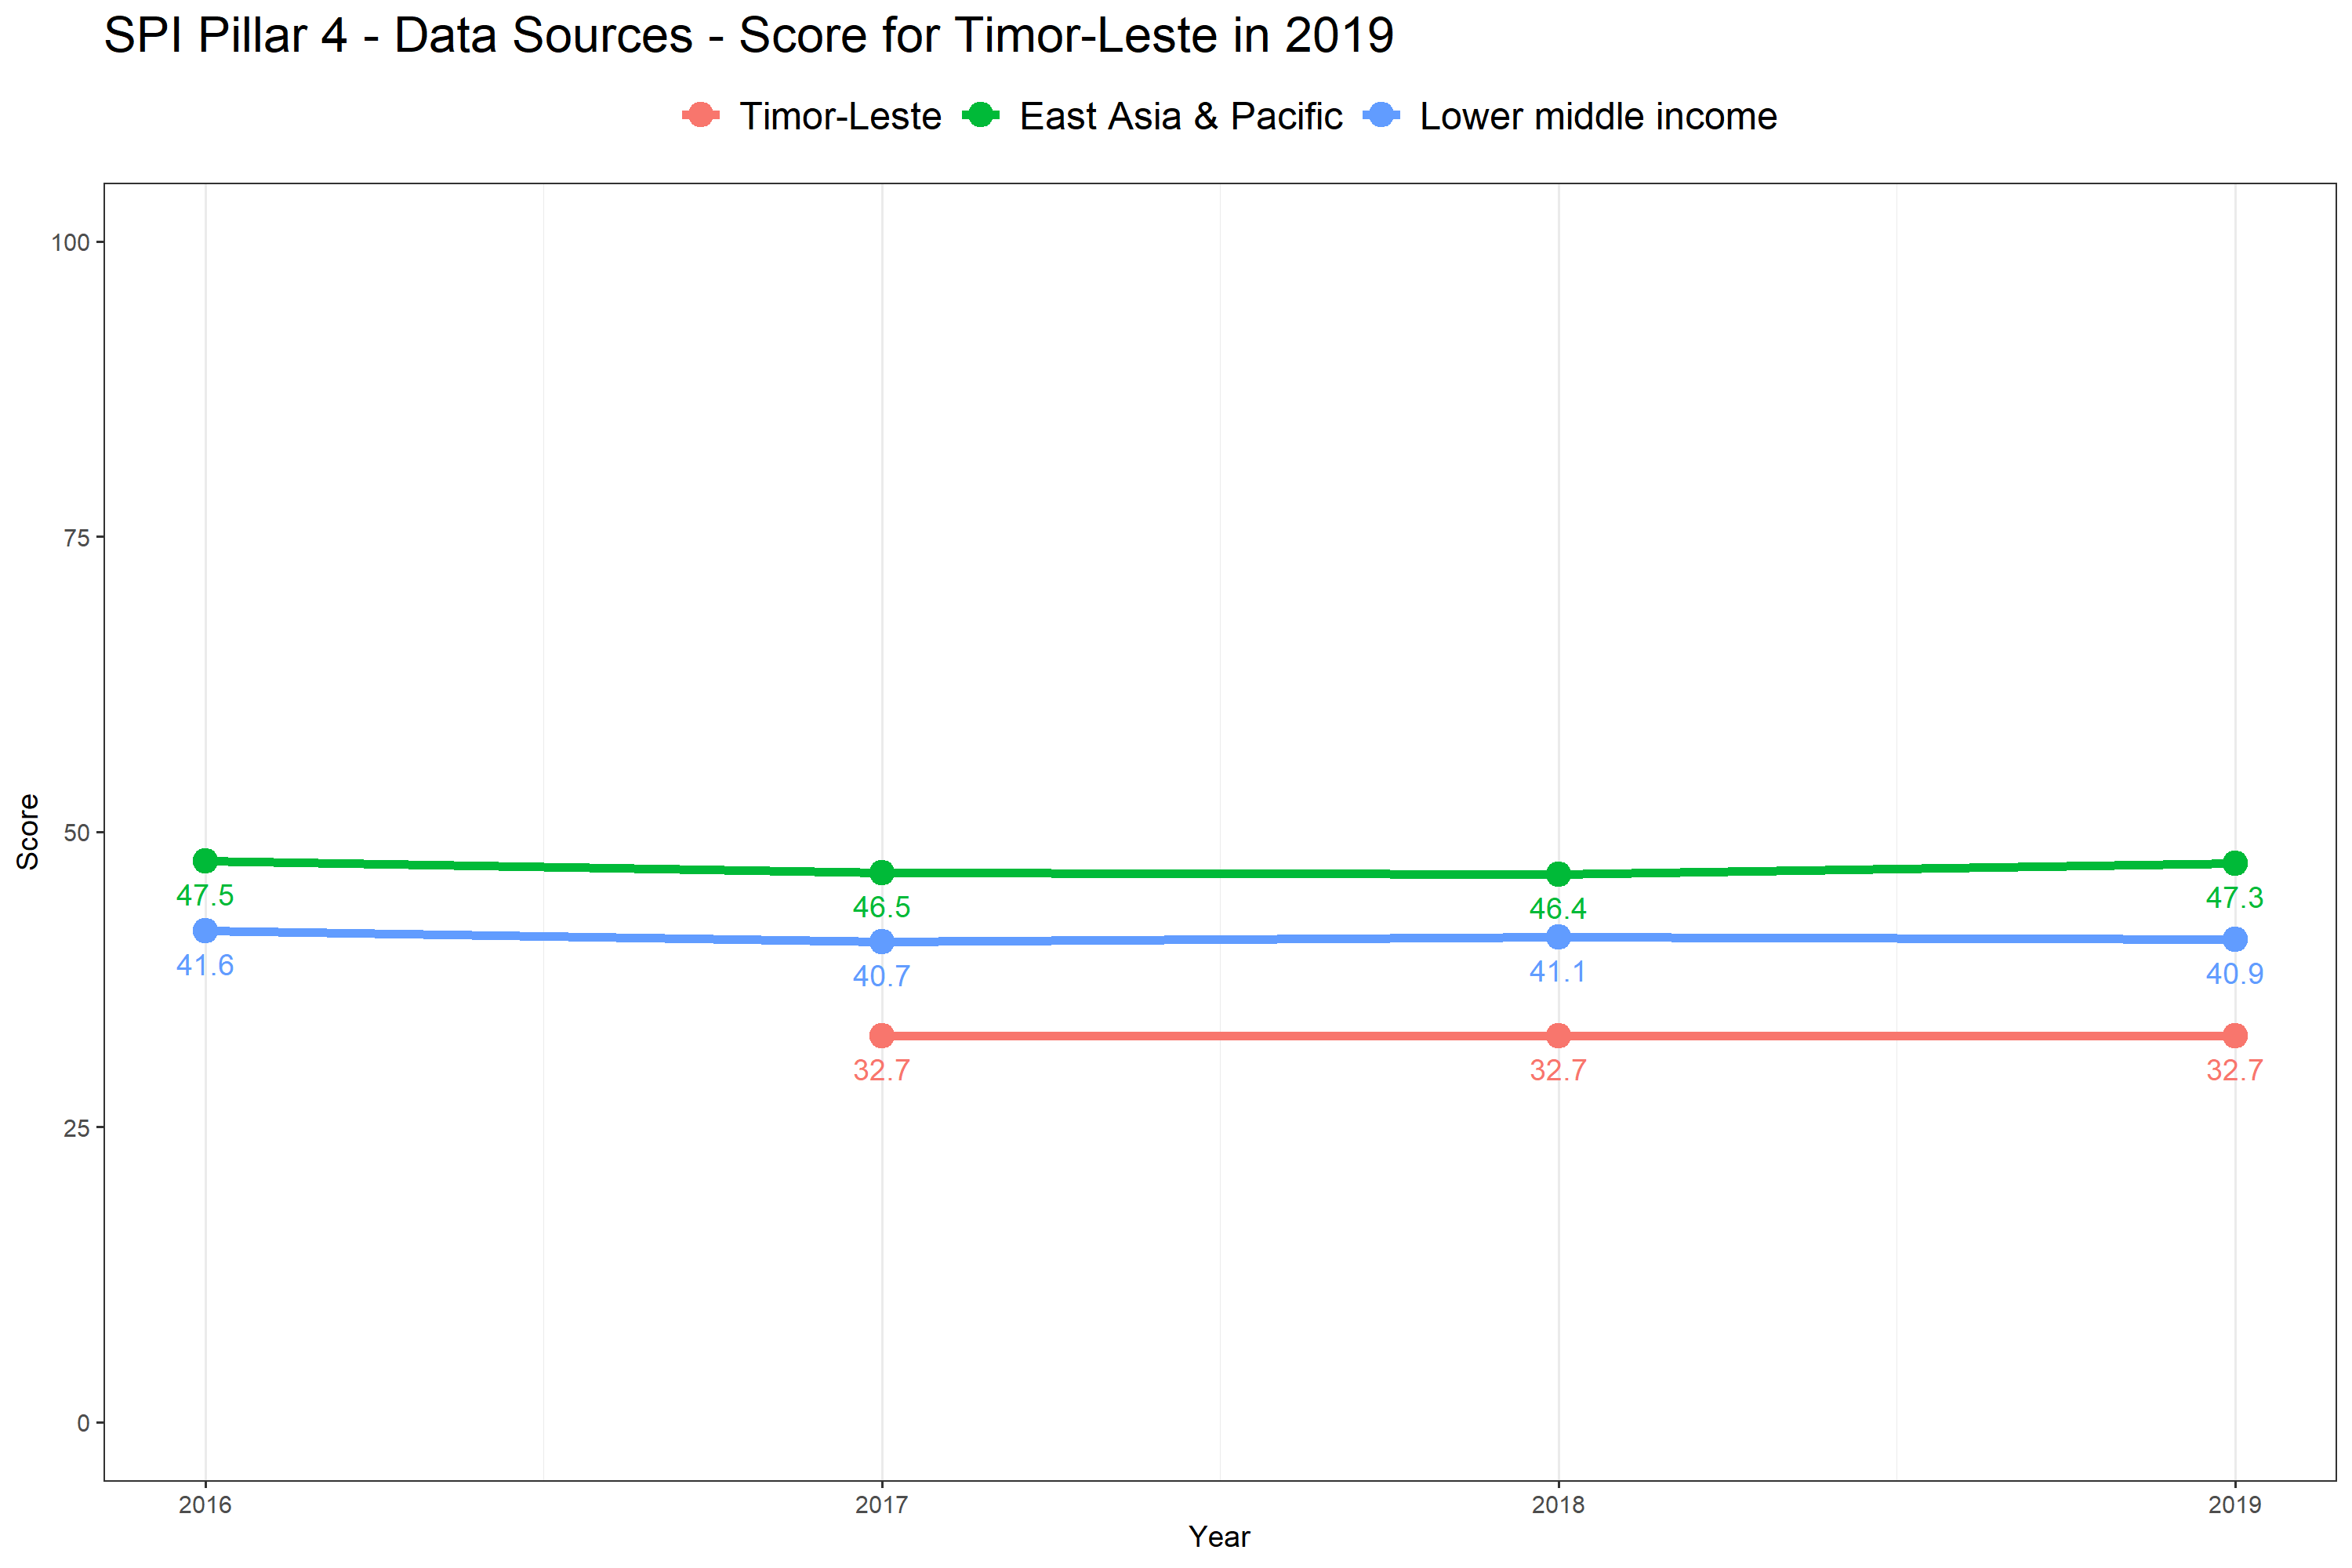 SPI Pillar 4 - Data Sources - Score for Timor-Leste in 2019
Timor-Leste East Asia & Pacific Lower middle income
100
75
50
25
0
Score
47.5 46.5 46.4 47.3
41.6 40.7 41.1 40.9
32.7 32.7 32.7
2016 2017 2018 2019
Year